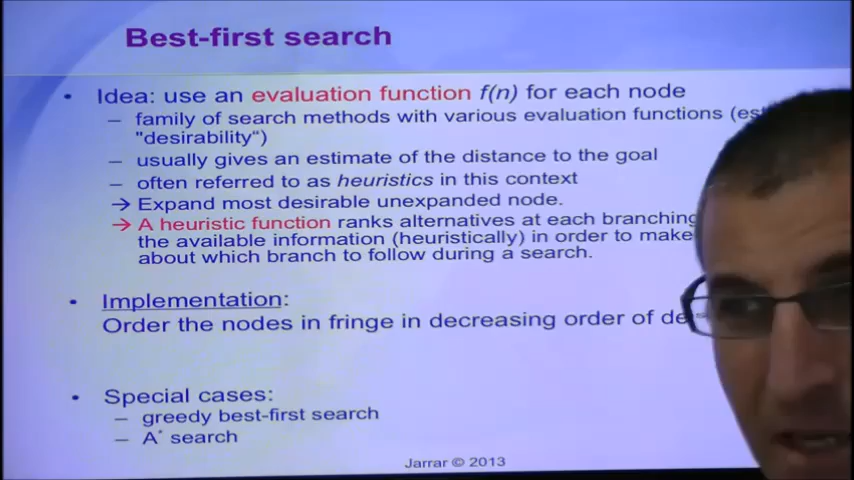 Best-first search
• Idea: use an evaluation function f(n) for each node
– family of search methods with various evaluation functions (est
"desirability")
– usually gives an estimate of the distance to the goal
– often referred to as heuristics in this context
→ Expand most desirable unexpanded node.
→ A heuristic function ranks alternatives at each branching
the available information (heuristically) in order to make
about which branch to follow during a search.
• Implementation:
Order the nodes in fringe in decreasing order of de
• Special cases:
– greedy best-first search
– A* search
Jarrar © 2013